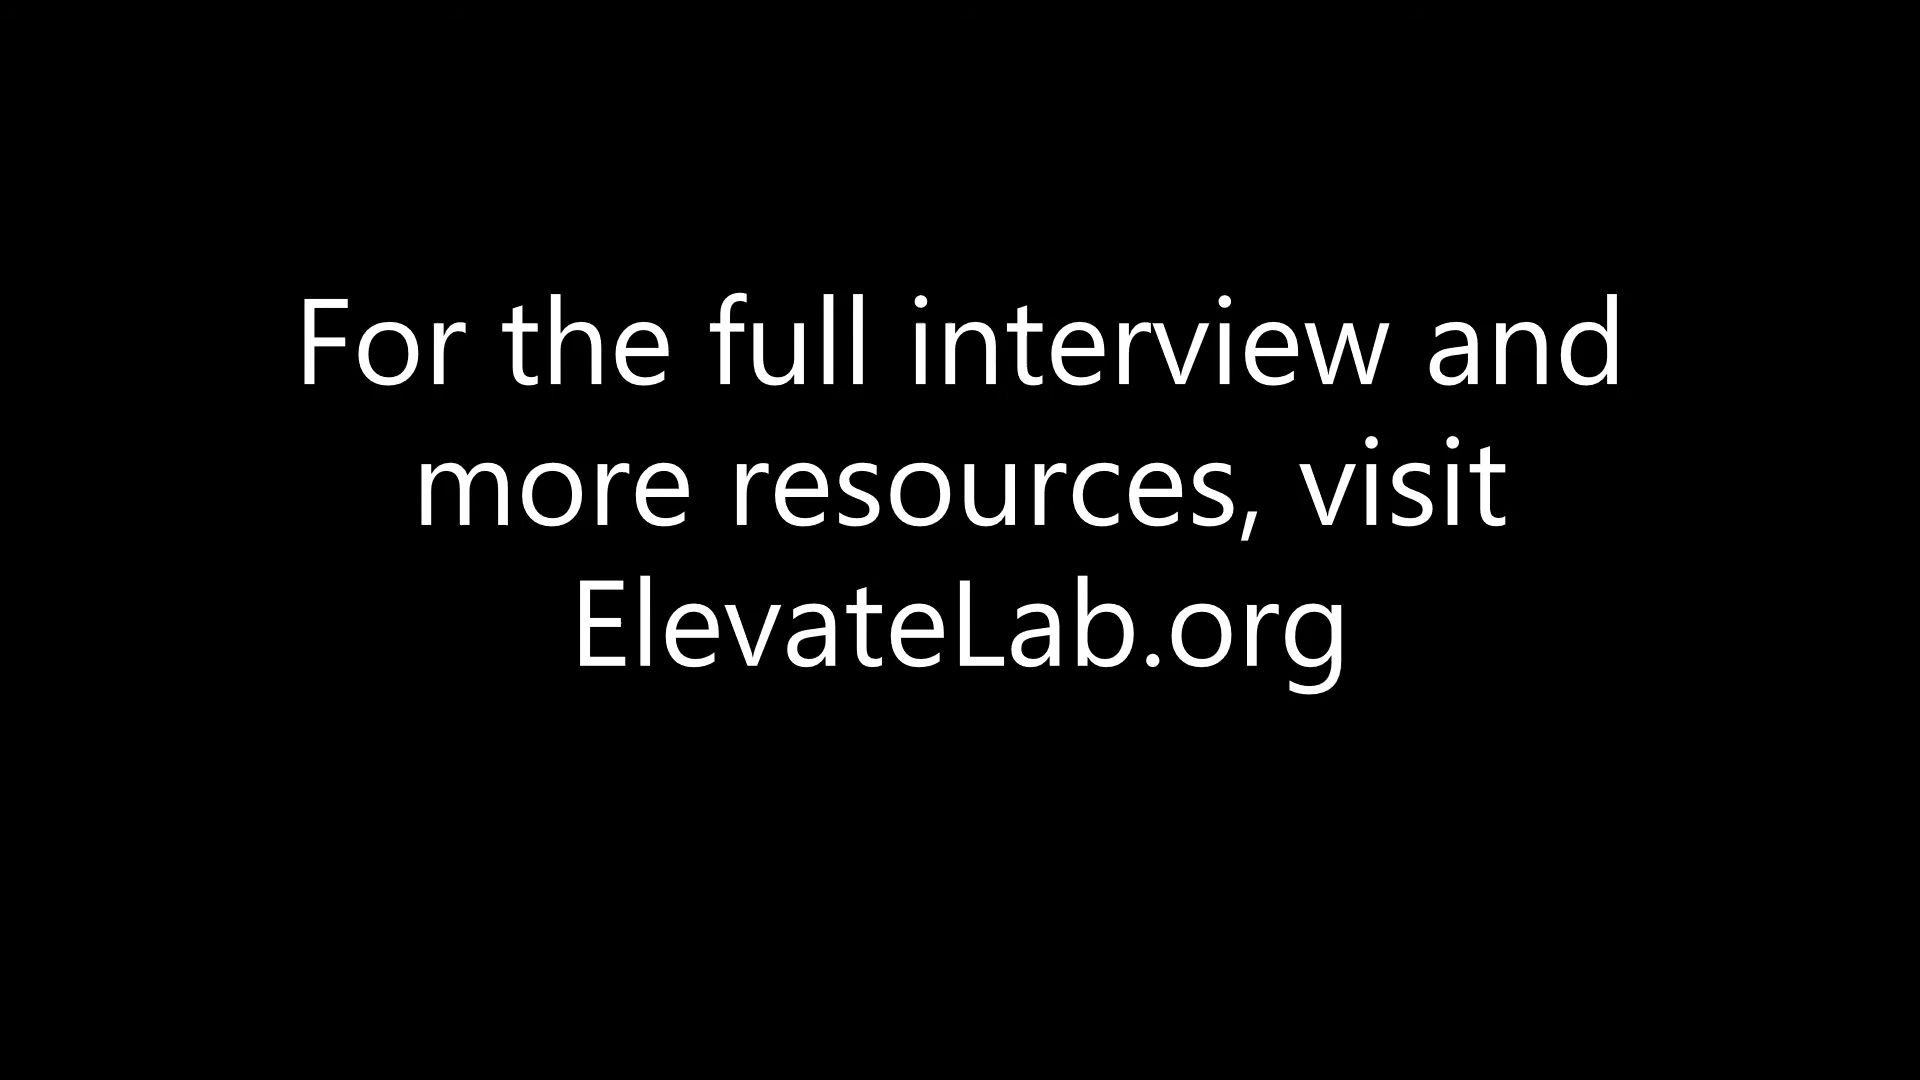 For the full interview and
more resources, visit
ElevateLab.org